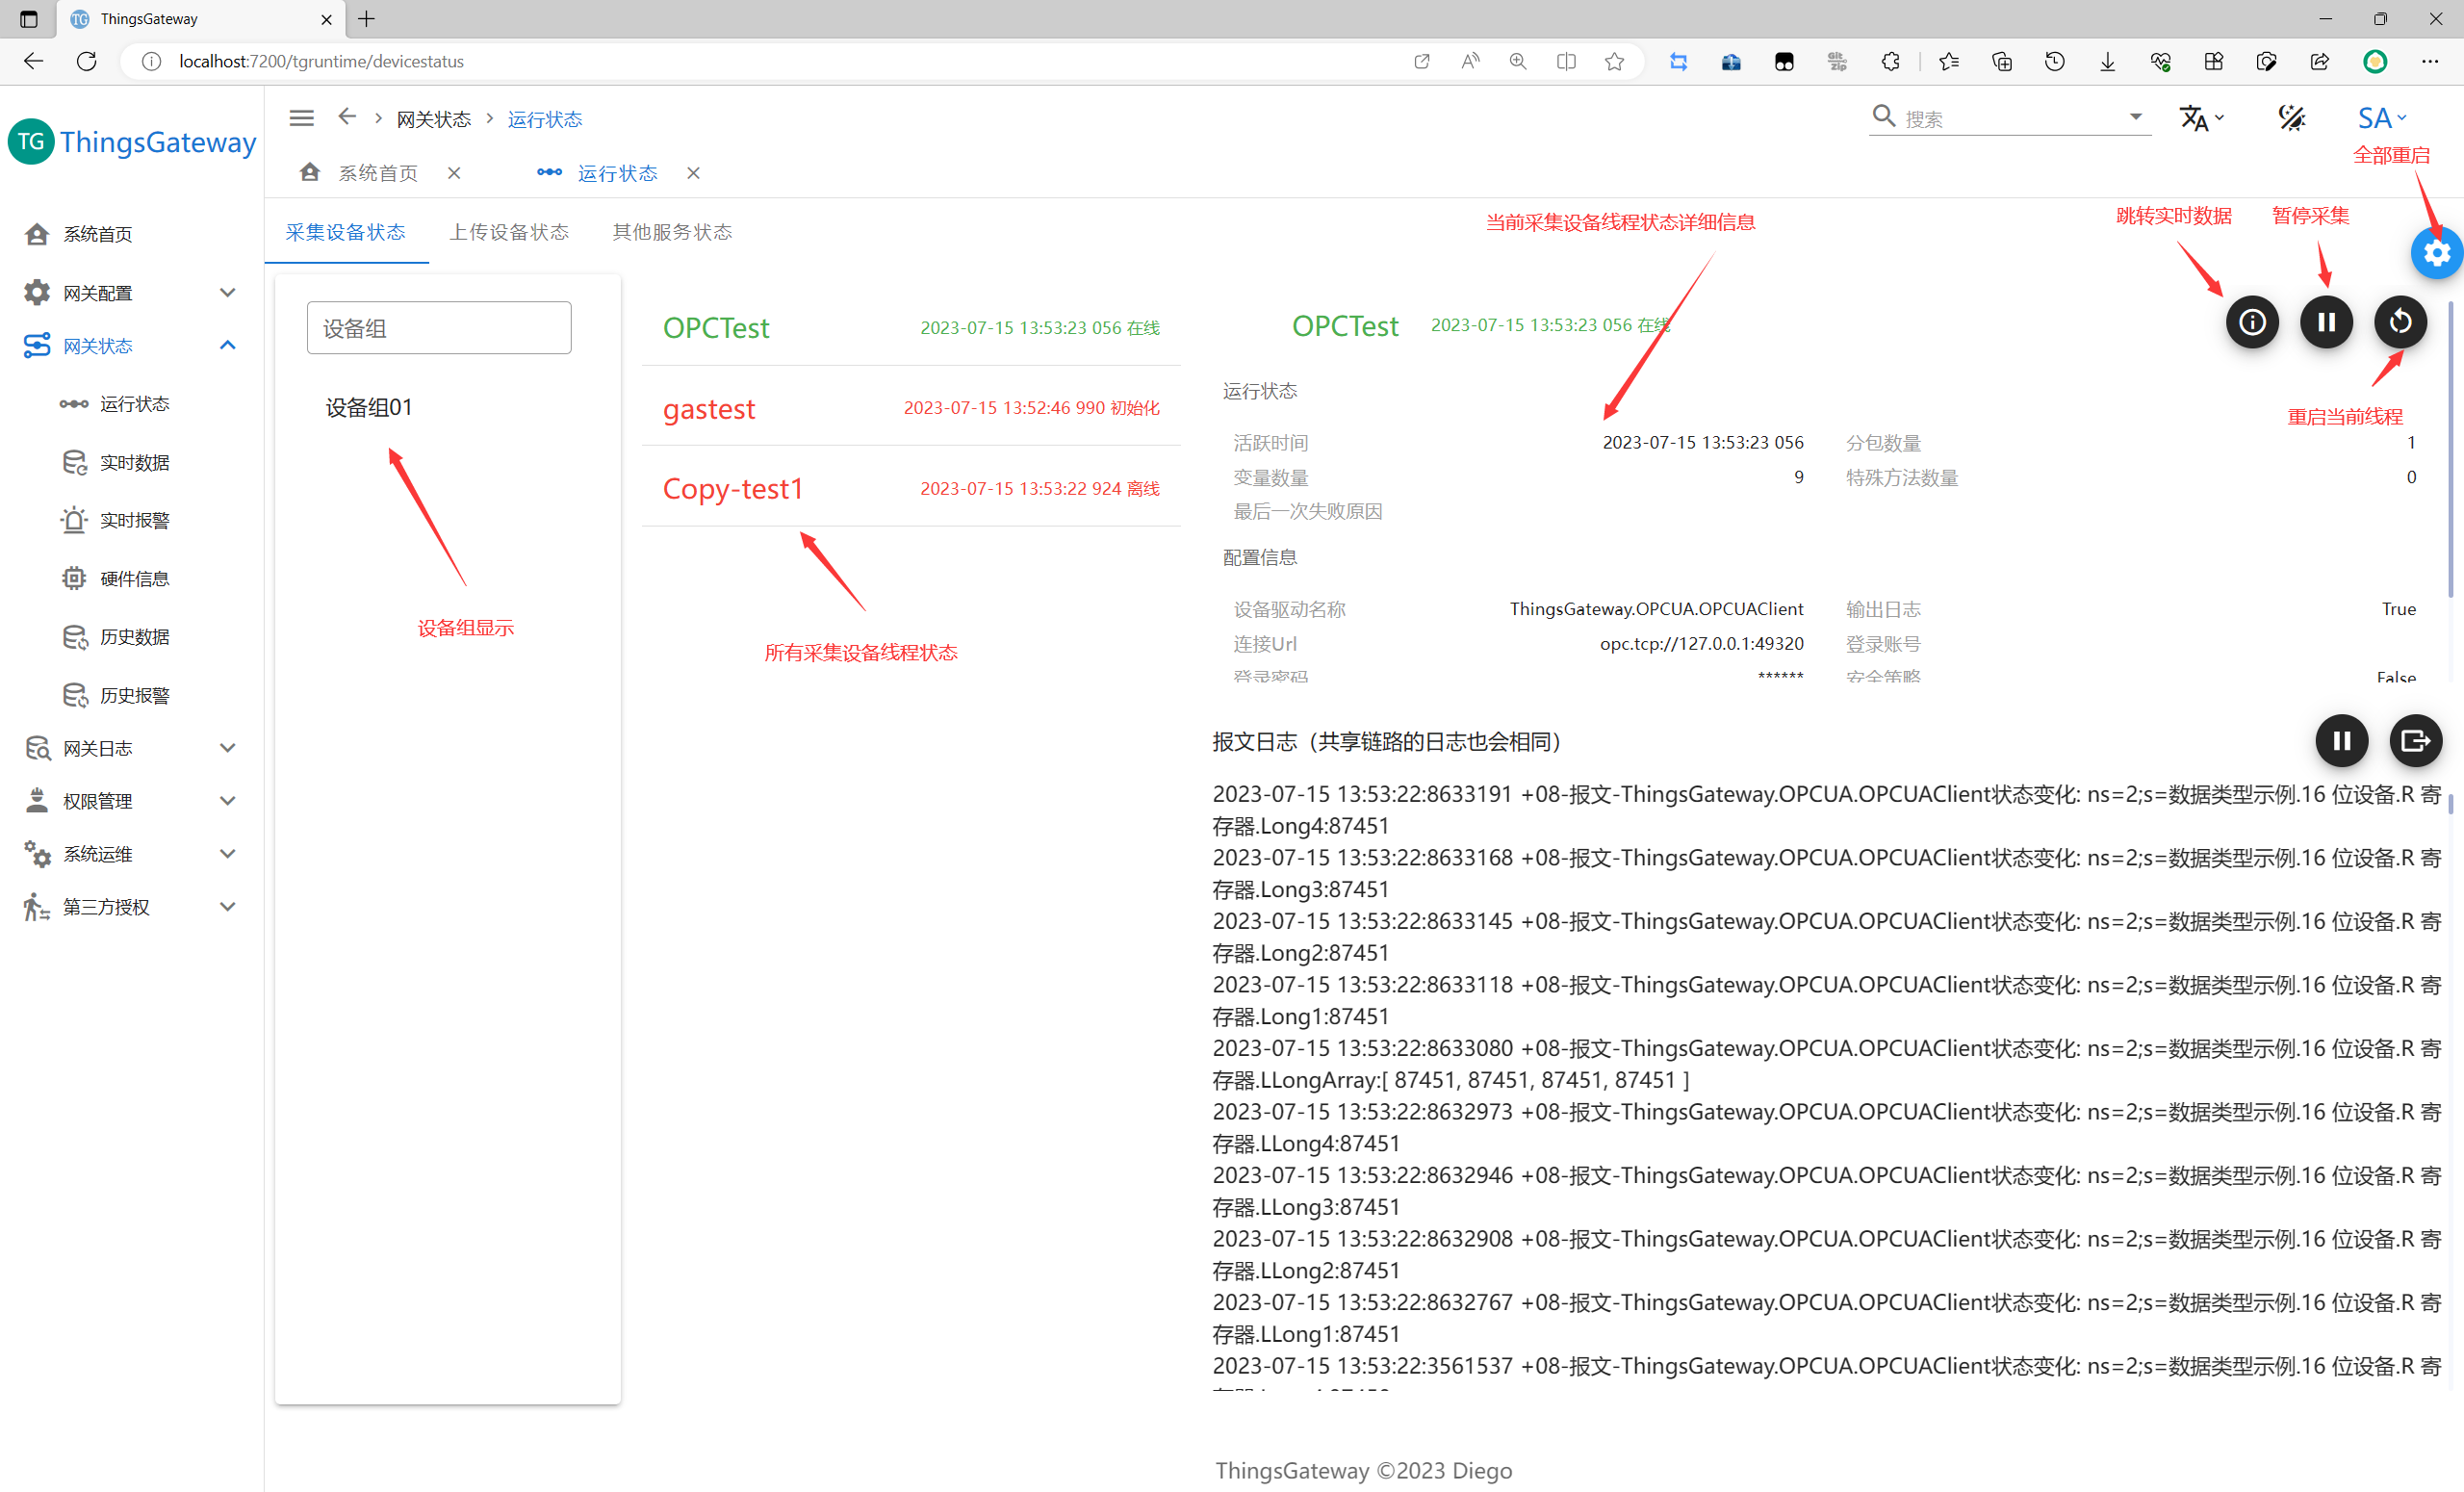 ThingsGateway
localhost:7200/tgruntime/devicestatus
TG ThingsGateway
网关状态 > 运行状态
搜索
SA
全部重启
系统首页
运行状态
系统首页
网关配置
网关状态
运行状态
实时数据
实时报警
硬件信息
历史数据
历史报警
网关日志
权限管理
系统运维
第三方授权
采集设备状态 上传设备状态 其他服务状态
当前采集设备线程状态详细信息
跳转实时数据
暂停采集
设备组
设备组01
设备组显示
OPCTest 2023-07-15 13:53:23 056 在线
gastest 2023-07-15 13:52:46 990 初始化
Copy-test1 2023-07-15 13:53:22 924 离线
所有采集设备线程状态
OPCTest 2023-07-15 13:53:23 056 在线
重启当前线程
运行状态
活跃时间 2023-07-15 13:53:23 056 分包数量 1
变量数量 9 特殊方法数量 0
最后一次失败原因
配置信息
设备驱动名称 ThingsGateway.OPCUA.OPCUAClient 输出日志 True
连接Url opc.tcp://127.0.0.1:49320 登录账号
登录密码 ****** 安全策略 False
报文日志（共享链路的日志也会相同）
2023-07-15 13:53:22:8633191 +08-报文-ThingsGateway.OPCUA.OPCUAClient状态变化: ns=2;s=数据类型示例.16 位设备.R 寄
存器.Long4:87451
2023-07-15 13:53:22:8633168 +08-报文-ThingsGateway.OPCUA.OPCUAClient状态变化: ns=2;s=数据类型示例.16 位设备.R 寄
存器.Long3:87451
2023-07-15 13:53:22:8633145 +08-报文-ThingsGateway.OPCUA.OPCUAClient状态变化: ns=2;s=数据类型示例.16 位设备.R 寄
存器.Long2:87451
2023-07-15 13:53:22:8633118 +08-报文-ThingsGateway.OPCUA.OPCUAClient状态变化: ns=2;s=数据类型示例.16 位设备.R 寄
存器.Long1:87451
2023-07-15 13:53:22:8633080 +08-报文-ThingsGateway.OPCUA.OPCUAClient状态变化: ns=2;s=数据类型示例.16 位设备.R 寄
存器.LLongArray:[ 87451, 87451, 87451, 87451 ]
2023-07-15 13:53:22:8632973 +08-报文-ThingsGateway.OPCUA.OPCUAClient状态变化: ns=2;s=数据类型示例.16 位设备.R 寄
存器.LLong4:87451
2023-07-15 13:53:22:8632946 +08-报文-ThingsGateway.OPCUA.OPCUAClient状态变化: ns=2;s=数据类型示例.16 位设备.R 寄
存器.LLong3:87451
2023-07-15 13:53:22:8632908 +08-报文-ThingsGateway.OPCUA.OPCUAClient状态变化: ns=2;s=数据类型示例.16 位设备.R 寄
存器.LLong2:87451
2023-07-15 13:53:22:8632767 +08-报文-ThingsGateway.OPCUA.OPCUAClient状态变化: ns=2;s=数据类型示例.16 位设备.R 寄
存器.LLong1:87451
2023-07-15 13:53:22:3561537 +08-报文-ThingsGateway.OPCUA.OPCUAClient状态变化: ns=2;s=数据类型示例.16 位设备.R 寄
ThingsGateway ©2023 Diego